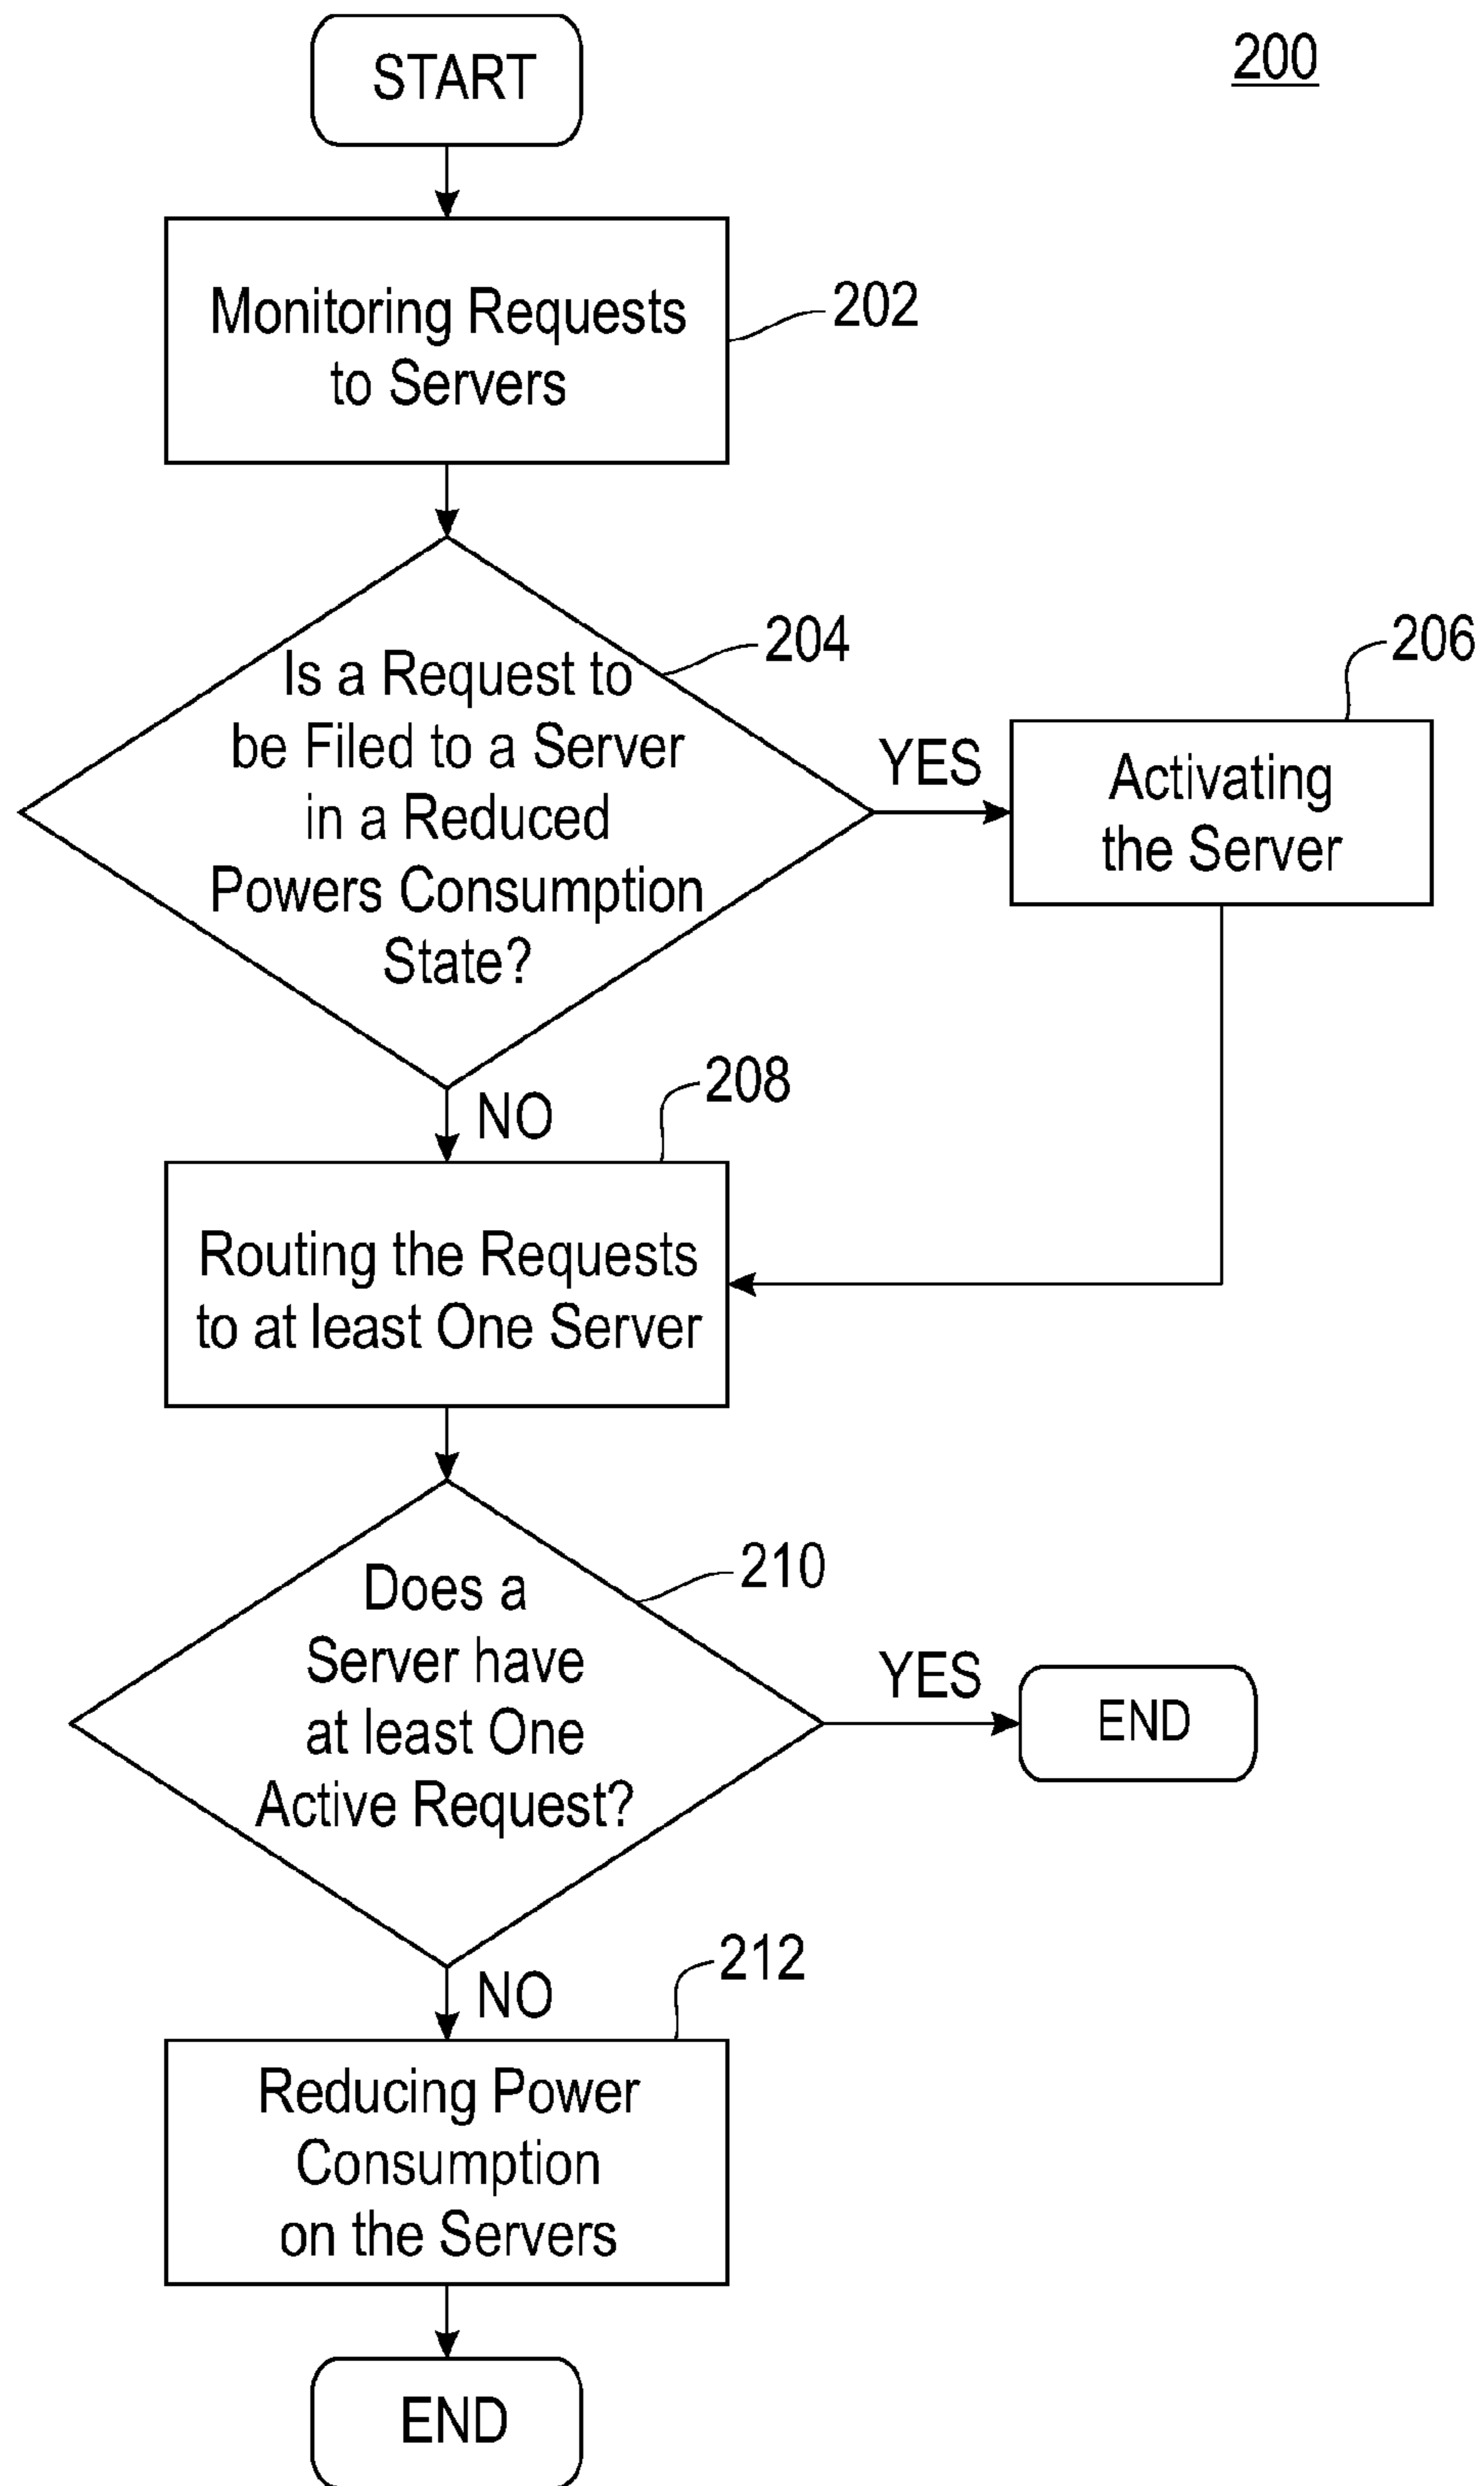 START
200
Monitoring Requests
to Servers
202
Is a Request to
be Filed to a Server
in a Reduced
Powers Consumption
State?
204
YES
206
Activating
the Server
NO
208
Routing the Requests
to at least One Server
Does a
Server have
at least One
Active Request?
210
YES
END
NO
212
Reducing Power
Consumption
on the Servers
END